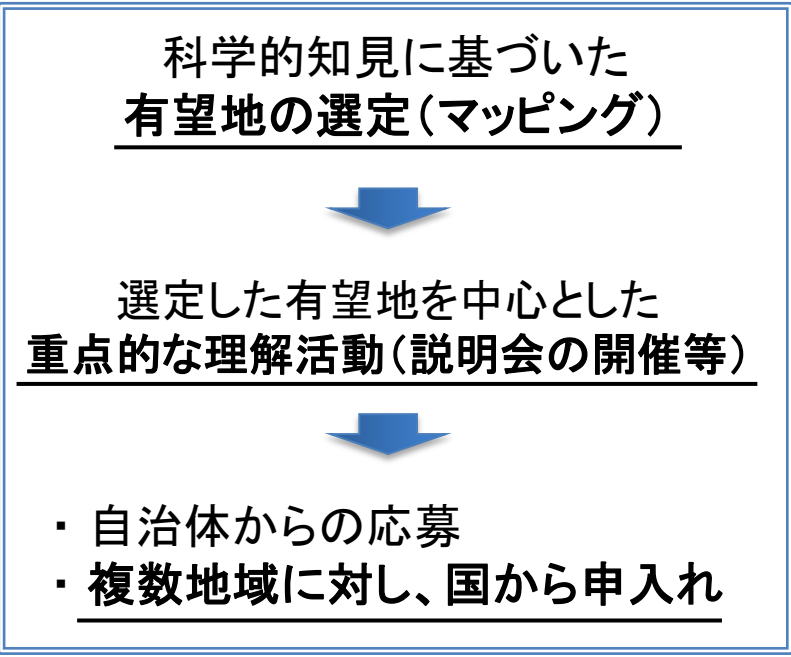 科学的知見に基づいた
有望地の選定（マッピング）
選定した有望地を中心とした
重点的な理解活動（説明会の開催等）
・自治体からの応募
・複数地域に対し、国から申入れ